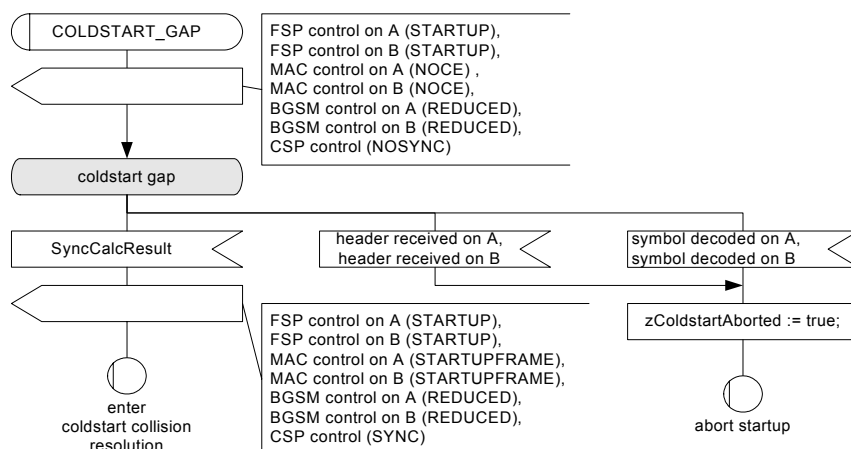 COLDSTART_GAP
FSP control on A (STARTUP),
FSP control on B (STARTUP),
MAC control on A (NOCE) ,
MAC control on B (NOCE),
BGSM control on A (REDUCED),
BGSM control on B (REDUCED),
CSP control (NOSYNC)
coldstart gap
SyncCalcResult
header received on A,
header received on B
symbol decoded on A,
symbol decoded on B
FSP control on A (STARTUP),
FSP control on B (STARTUP),
MAC control on A (STARTUPFRAME),
MAC control on B (STARTUPFRAME),
BGSM control on A (REDUCED),
BGSM control on B (REDUCED),
CSP control (SYNC)
zColdstartAborted := true;
enter
coldstart collision
resolution
abort startup